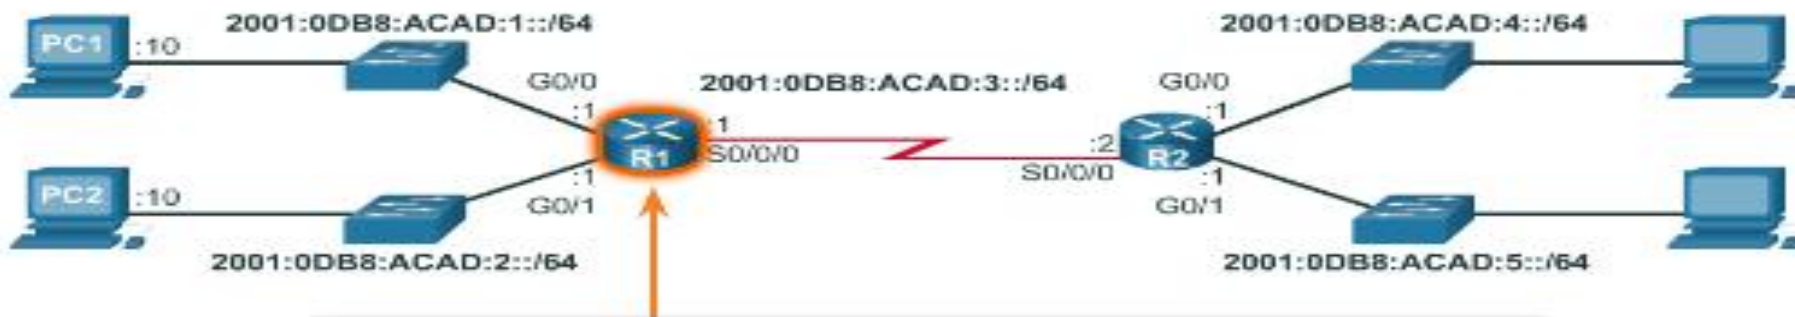 2001:0DB8:ACAD:1::/64
2001:0DB8:ACAD:4::/64
PC1
:10
G0/0
2001:0DB8:ACAD:3::/64
G0/0
:1
:1
:1
:2
R1
S0/0/0
R2
S0/0/0
PC2
:10
:1
G0/1
:1
G0/1
2001:0DB8:ACAD:2::/64
2001:0DB8:ACAD:5::/64